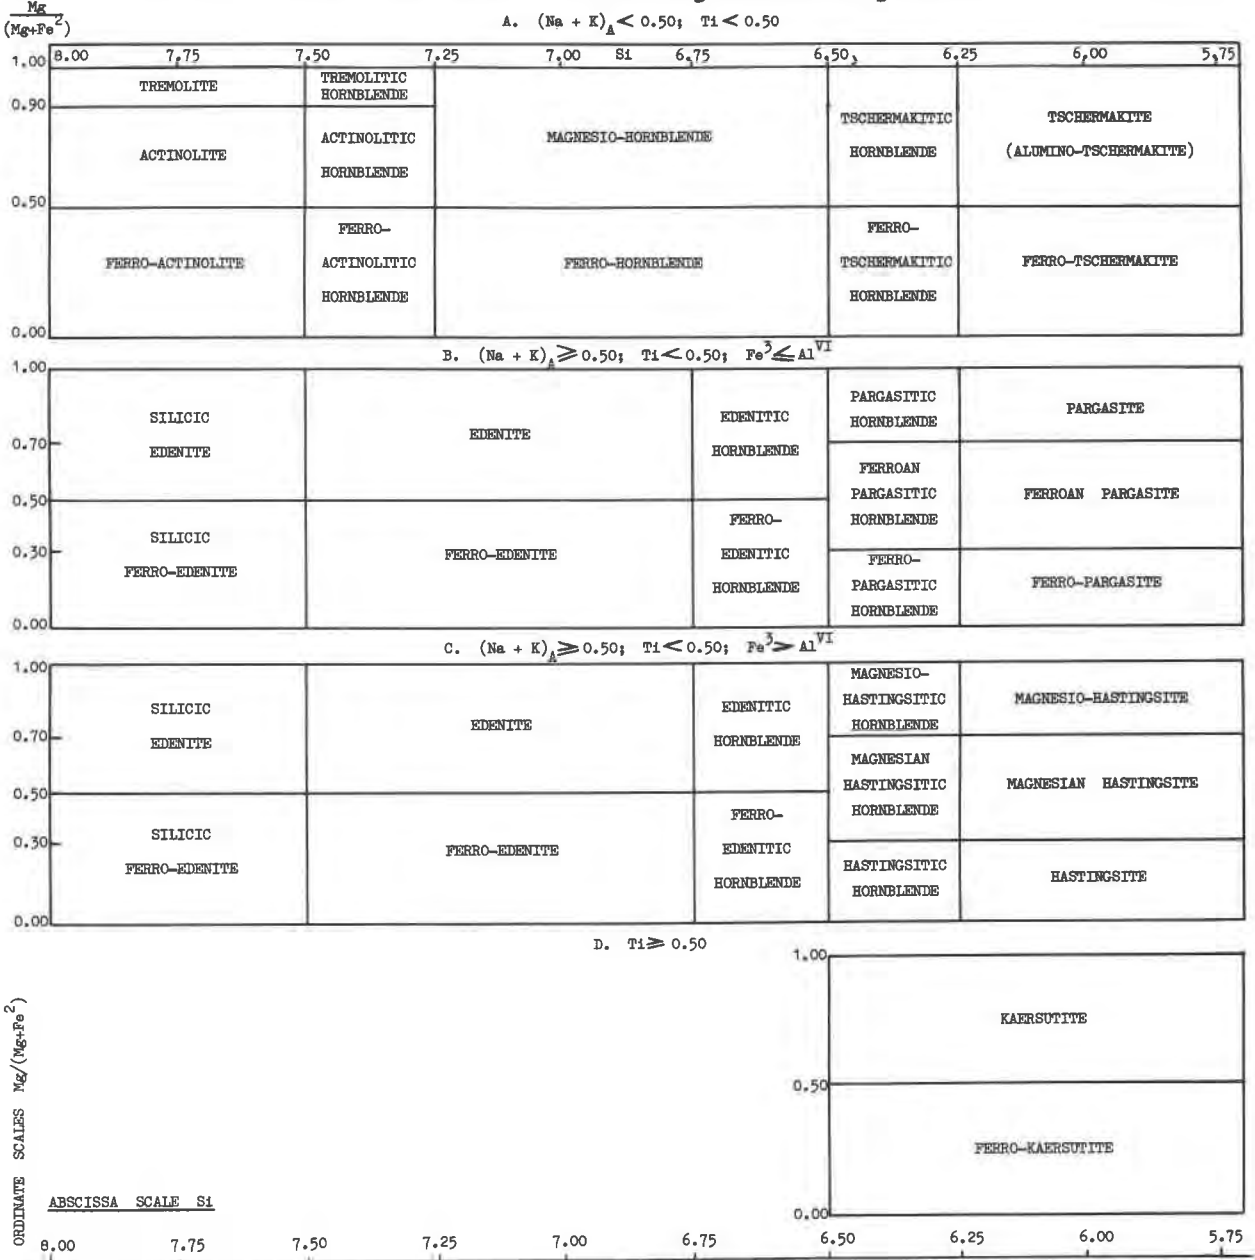 Mg
(Mg+Fe²)
A. (Na + K)A < 0.50; Ti < 0.50
8.00 7.75 7.50 7.25 7.00 Si 6.75 6.50 6.25 6.00 5.75
1.00
TREMOLITE
TREMOLITIC
HORNBLENDE
0.90
ACTINOLITE
ACTINOLITIC
HORNBLENDE
MAGNESIO-HORNBLENDE
TSCHERMAKITIC
HORNBLENDE
TSCHERMAKITE
(ALUMINO-TSCHERMAKITE)
0.50
FERRO-ACTINOLITE
FERRO-
ACTINOLITIC
HORNBLENDE
FERRO-HORNBLENDE
FERRO-
TSCHERMAKITIC
HORNBLENDE
FERRO-TSCHERMAKITE
0.00
B. (Na + K)A ≥ 0.50; Ti < 0.50; Fe³ ≤ Al^VI
1.00
SILICIC
EDENITE
EDENITE
EDENITIC
HORNBLENDE
PARGASITIC
HORNBLENDE
PARGASITE
0.70
FERROAN
PARGASITIC
HORNBLENDE
FERROAN PARGASITE
0.50
SILICIC
FERRO-EDENITE
FERRO-EDENITE
FERRO-
EDENITIC
HORNBLENDE
0.30
FERRO-
PARGASITIC
HORNBLENDE
FERRO-PARGASITE
0.00
C. (Na + K)A ≥ 0.50; Ti < 0.50; Fe³ > Al^VI
1.00
SILICIC
EDENITE
EDENITE
EDENITIC
HORNBLENDE
MAGNESIO-
HASTINGSITIC
HORNBLENDE
MAGNESIO-HASTINGSITE
0.70
MAGNESIAN
HASTINGSITIC
HORNBLENDE
MAGNESIAN HASTINGSITE
0.50
SILICIC
FERRO-EDENITE
FERRO-EDENITE
FERRO-
EDENITIC
HORNBLENDE
0.30
HASTINGSITIC
HORNBLENDE
HASTINGSITE
0.00
D. Ti ≥ 0.50
1.00
KAERSUTITE
0.50
FERRO-KAERSUTITE
0.00
ORDINATE SCALES Mg/(Mg+Fe²)
ABSCISSA SCALE Si
8.00 7.75 7.50 7.25 7.00 6.75 6.50 6.25 6.00 5.75